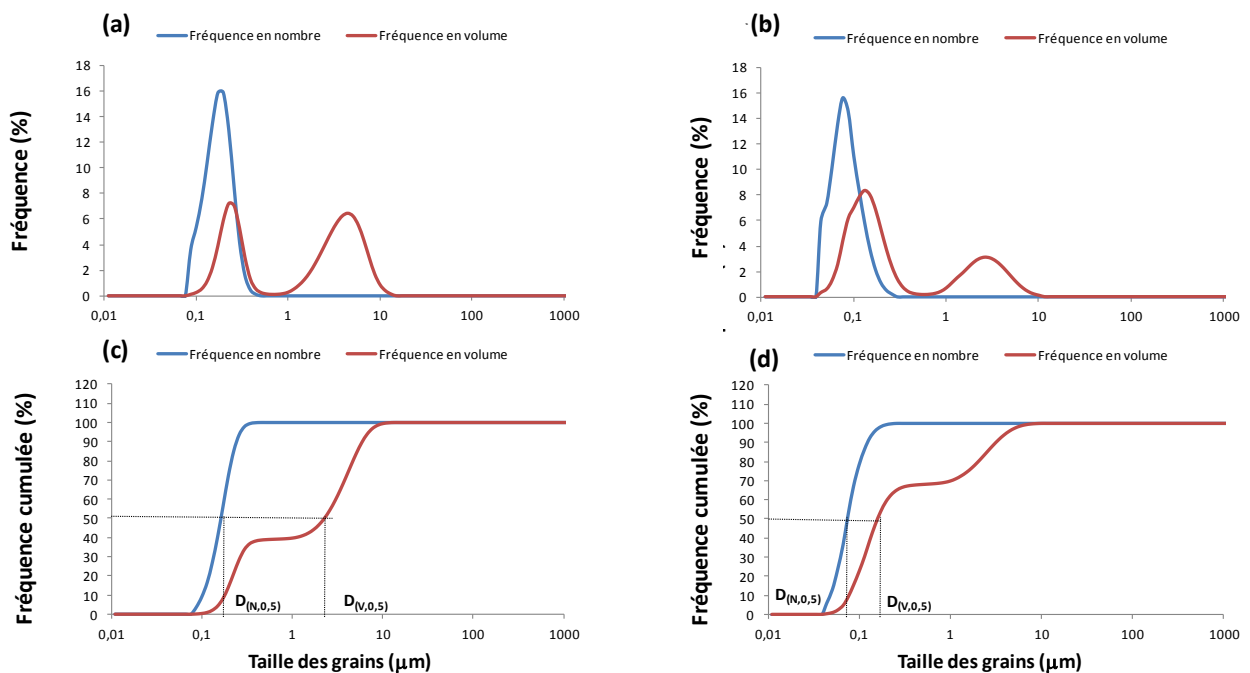 (a)
Fréquence en nombre Fréquence en volume
Fréquence (%)
18
16
14
12
10
8
6
4
2
0
0,01 0,1 1 10 100 1000
(b)
Fréquence en nombre Fréquence en volume
Fréquence (%)
18
16
14
12
10
8
6
4
2
0
0,01 0,1 1 10 100 1000
(c)
Fréquence en nombre Fréquence en volume
Fréquence cumulée (%)
120
110
100
90
80
70
60
50
40
30
20
10
0
D(N,0,5) D(V,0,5)
0,01 0,1 1 10 100 1000
Taille des grains (µm)
(d)
Fréquence en nombre Fréquence en volume
Fréquence cumulée (%)
120
110
100
90
80
70
60
50
40
30
20
10
0
D(N,0,5) D(V,0,5)
0,01 0,1 1 10 100 1000
Taille des grains (µm)